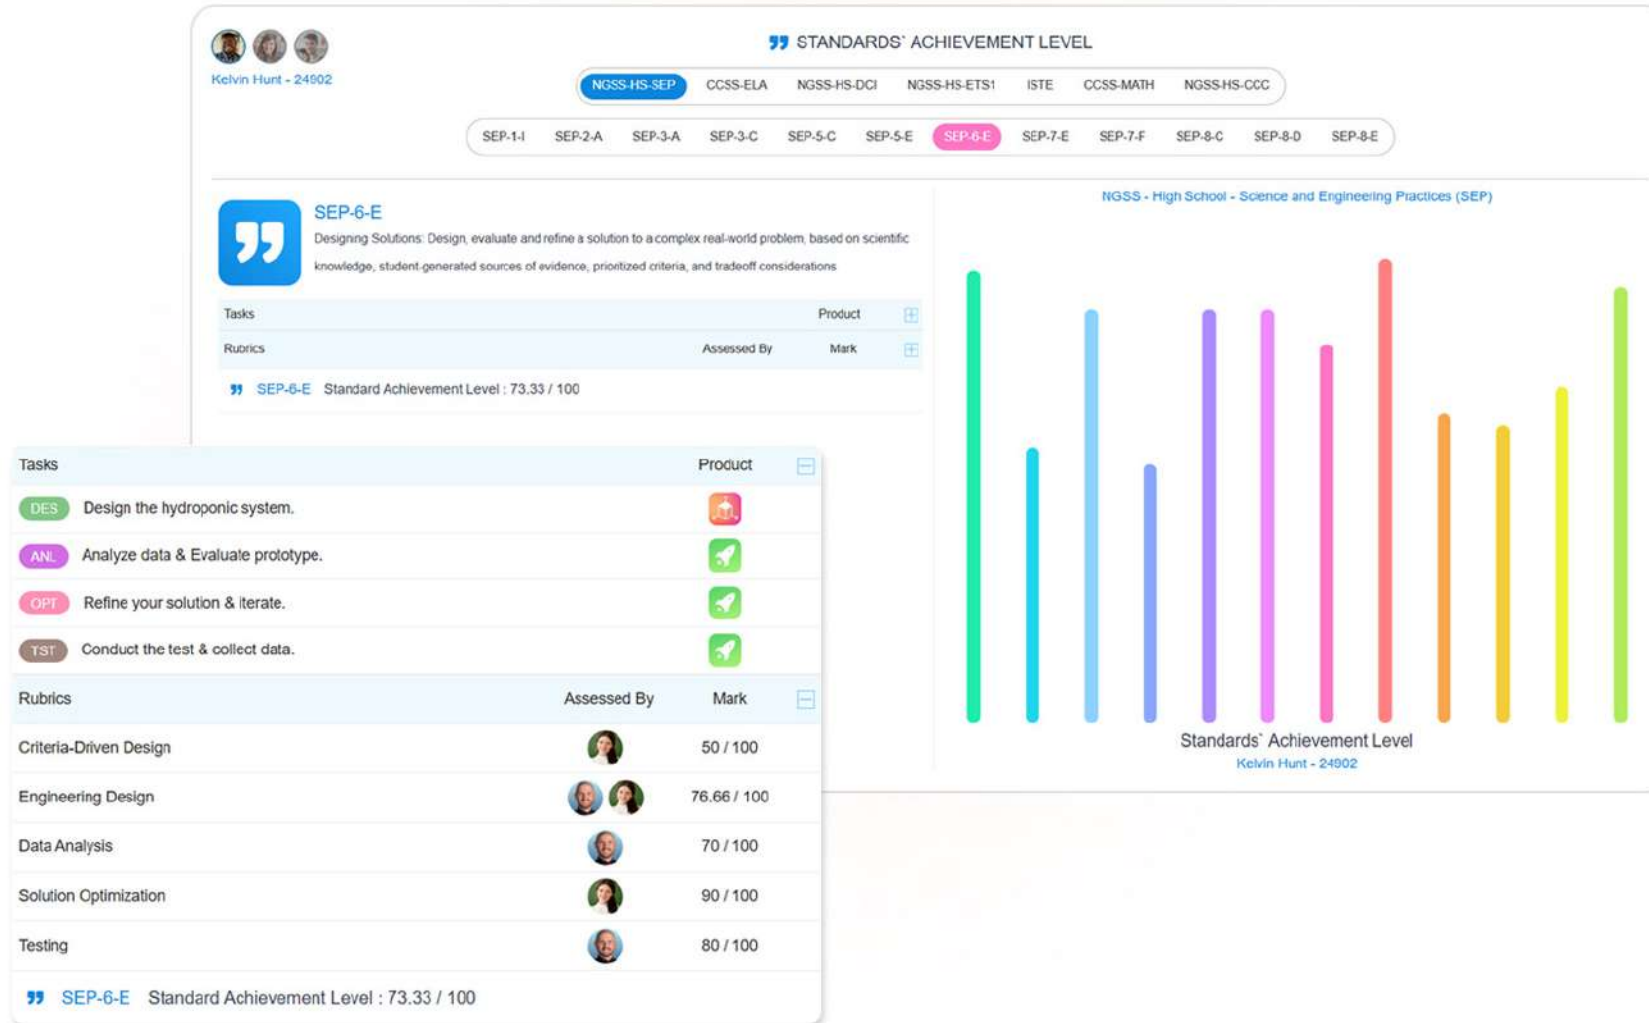 STANDARDS` ACHIEVEMENT LEVEL
Kelvin Hunt - 24902
NGSS-HS-SEP CCSS-ELA NGSS-HS-DCI NGSS-HS-ETS1 ISTE CCSS-MATH NGSS-HS-CCC
SEP-1-I SEP-2-A SEP-3-A SEP-3-C SEP-5-C SEP-5-E SEP-6-E SEP-7-E SEP-7-F SEP-8-C SEP-8-D SEP-8-E
SEP-6-E
Designing Solutions: Design, evaluate and refine a solution to a complex real-world problem, based on scientific
knowledge, student-generated sources of evidence, prioritized criteria, and tradeoff considerations
Tasks Product
Rubrics Assessed By Mark
SEP-6-E Standard Achievement Level : 73.33 / 100
NGSS - High School - Science and Engineering Practices (SEP)
Standards` Achievement Level
Kelvin Hunt - 24902
Tasks Product
DES Design the hydroponic system.
ANL Analyze data & Evaluate prototype.
OPT Refine your solution & iterate.
TST Conduct the test & collect data.
Rubrics Assessed By Mark
Criteria-Driven Design 50 / 100
Engineering Design 76.66 / 100
Data Analysis 70 / 100
Solution Optimization 90 / 100
Testing 80 / 100
SEP-6-E Standard Achievement Level : 73.33 / 100